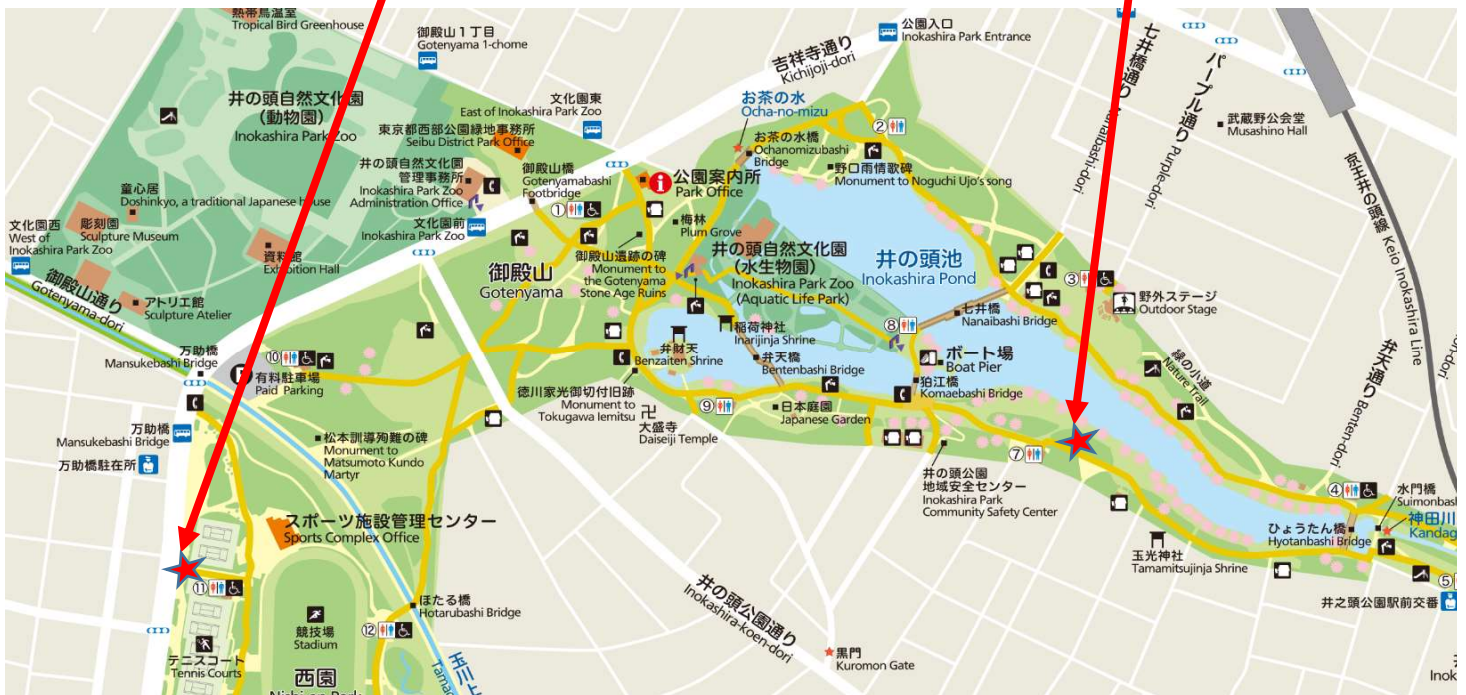 熱帯鳥温室
Tropical Bird Greenhouse
御殿山1丁目
Gotenyama 1-chome
公園入口
Inokashira Park Entrance
吉祥寺通り
Kichijoji-dori
七井橋通り Nanaibashi-dori
パープル通り Purple-dori
武蔵野公会堂
Musashino Hall
京王井の頭線 Keio Inokashira Line
井の頭自然文化園
(動物園)
Inokashira Park Zoo
文化園東
East of Inokashira Park Zoo
東京都西部公園緑地事務所
Seibu District Park Office
井の頭自然文化園
管理事務所
Inokashira Park Zoo
Administration Office
御殿山橋
Gotenyamabashi
Footbridge
文化園前
Inokashira Park Zoo
お茶の水
Ocha-no-mizu
お茶の水橋
Ochanomizubashi
Bridge
②
野口雨情歌碑
Monument to Noguchi Ujo's song
公園案内所
Park Office
①
梅林
Plum Grove
童心居
Doshinkyo, a traditional Japanese house
彫刻園
Sculpture Museum
文化園西
West of
Inokashira Park Zoo
資料館
Exhibition Hall
アトリエ館
Sculpture Atelier
御殿山通り
Gotenyama-dori
御殿山
Gotenyama
御殿山遺跡の碑
Monument to
the Gotenyama
Stone Age Ruins
井の頭自然文化園
(水生物園)
Inokashira Park Zoo
(Aquatic Life Park)
井の頭池
Inokashira Pond
③
野外ステージ
Outdoor Stage
七井橋
Nanaibashi Bridge
⑧
稲荷神社
Inarijinja Shrine
弁財天
Benzaiten Shrine
弁天橋
Bentenbashi Bridge
ボート場
Boat Pier
狛江橋
Komaebashi Bridge
緑の小道
Nature Trail
弁天通り Benten-dori
万助橋
Mansukebashi Bridge
⑩
有料駐車場
Paid Parking
徳川家光御切付旧跡
Monument to
Tokugawa Iemitsu
卍
大盛寺
Daiseiji Temple
⑨
日本庭園
Japanese Garden
万助橋
Mansukebashi Bridge
万助橋駐在所
松本訓導殉難の碑
Monument to
Matsumoto Kundo
Martyr
⑦
井の頭公園
地域安全センター
Inokashira Park
Community Safety Center
④
水門橋
神田川
ひょうたん橋
Hyotanbashi Bridge
玉光神社
Tamamitsujinja Shrine
⑤
井之頭公園駅前交番
スポーツ施設管理センター
Sports Complex Office
⑪
ほたる橋
Hotarubashi Bridge
⑫
競技場
Stadium
テニスコート
Tennis Courts
西園
井の頭公園通り
Inokashira-koen-dori
黒門
Kuromon Gate